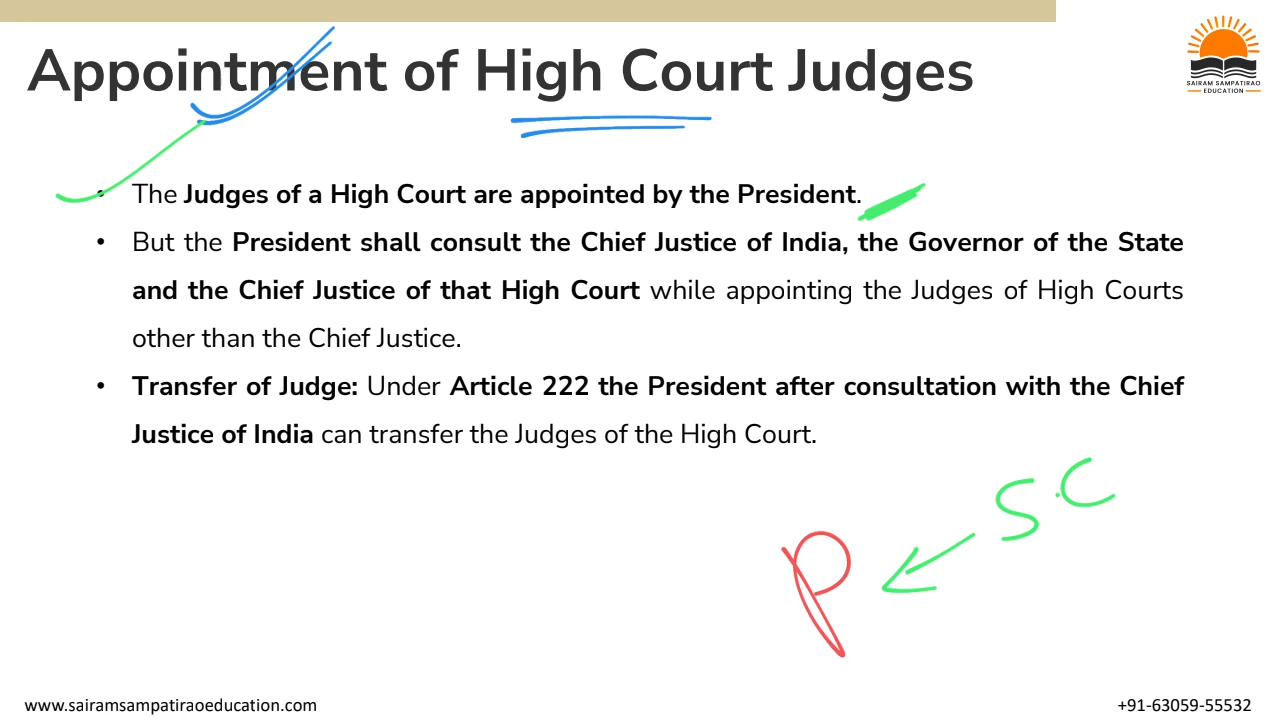 Appointment of High Court Judges
SAIRAM SAMPATIRAO
EDUCATION
• The Judges of a High Court are appointed by the President.
• But the President shall consult the Chief Justice of India, the Governor of the State
and the Chief Justice of that High Court while appointing the Judges of High Courts
other than the Chief Justice.
• Transfer of Judge: Under Article 222 the President after consultation with the Chief
Justice of India can transfer the Judges of the High Court.
S.C
P
www.sairamsampatiraoeducation.com
+91-63059-55532